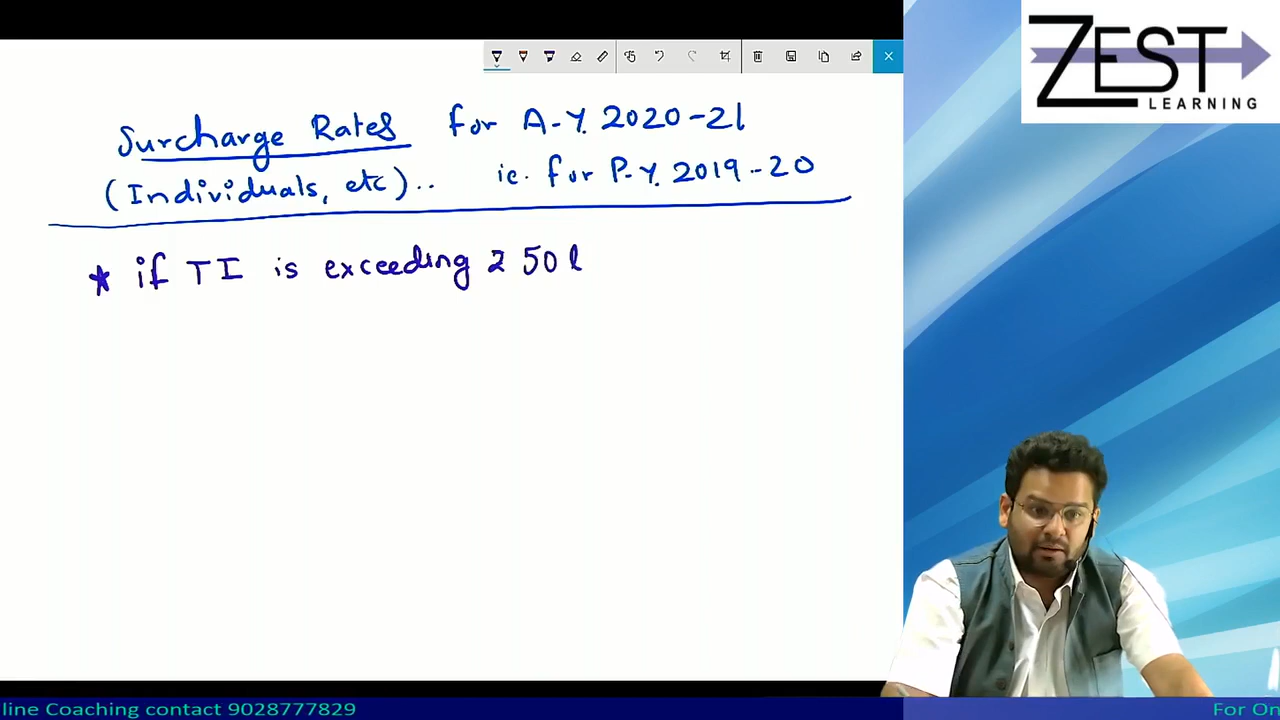 ZEST
LEARNING
Surcharge Rates for A.Y. 2020-21
(Individuals, etc).. ie. for P.Y. 2019-20
★ if TI is exceeding ₹ 50 l
line Coaching contact 9028777829
For On